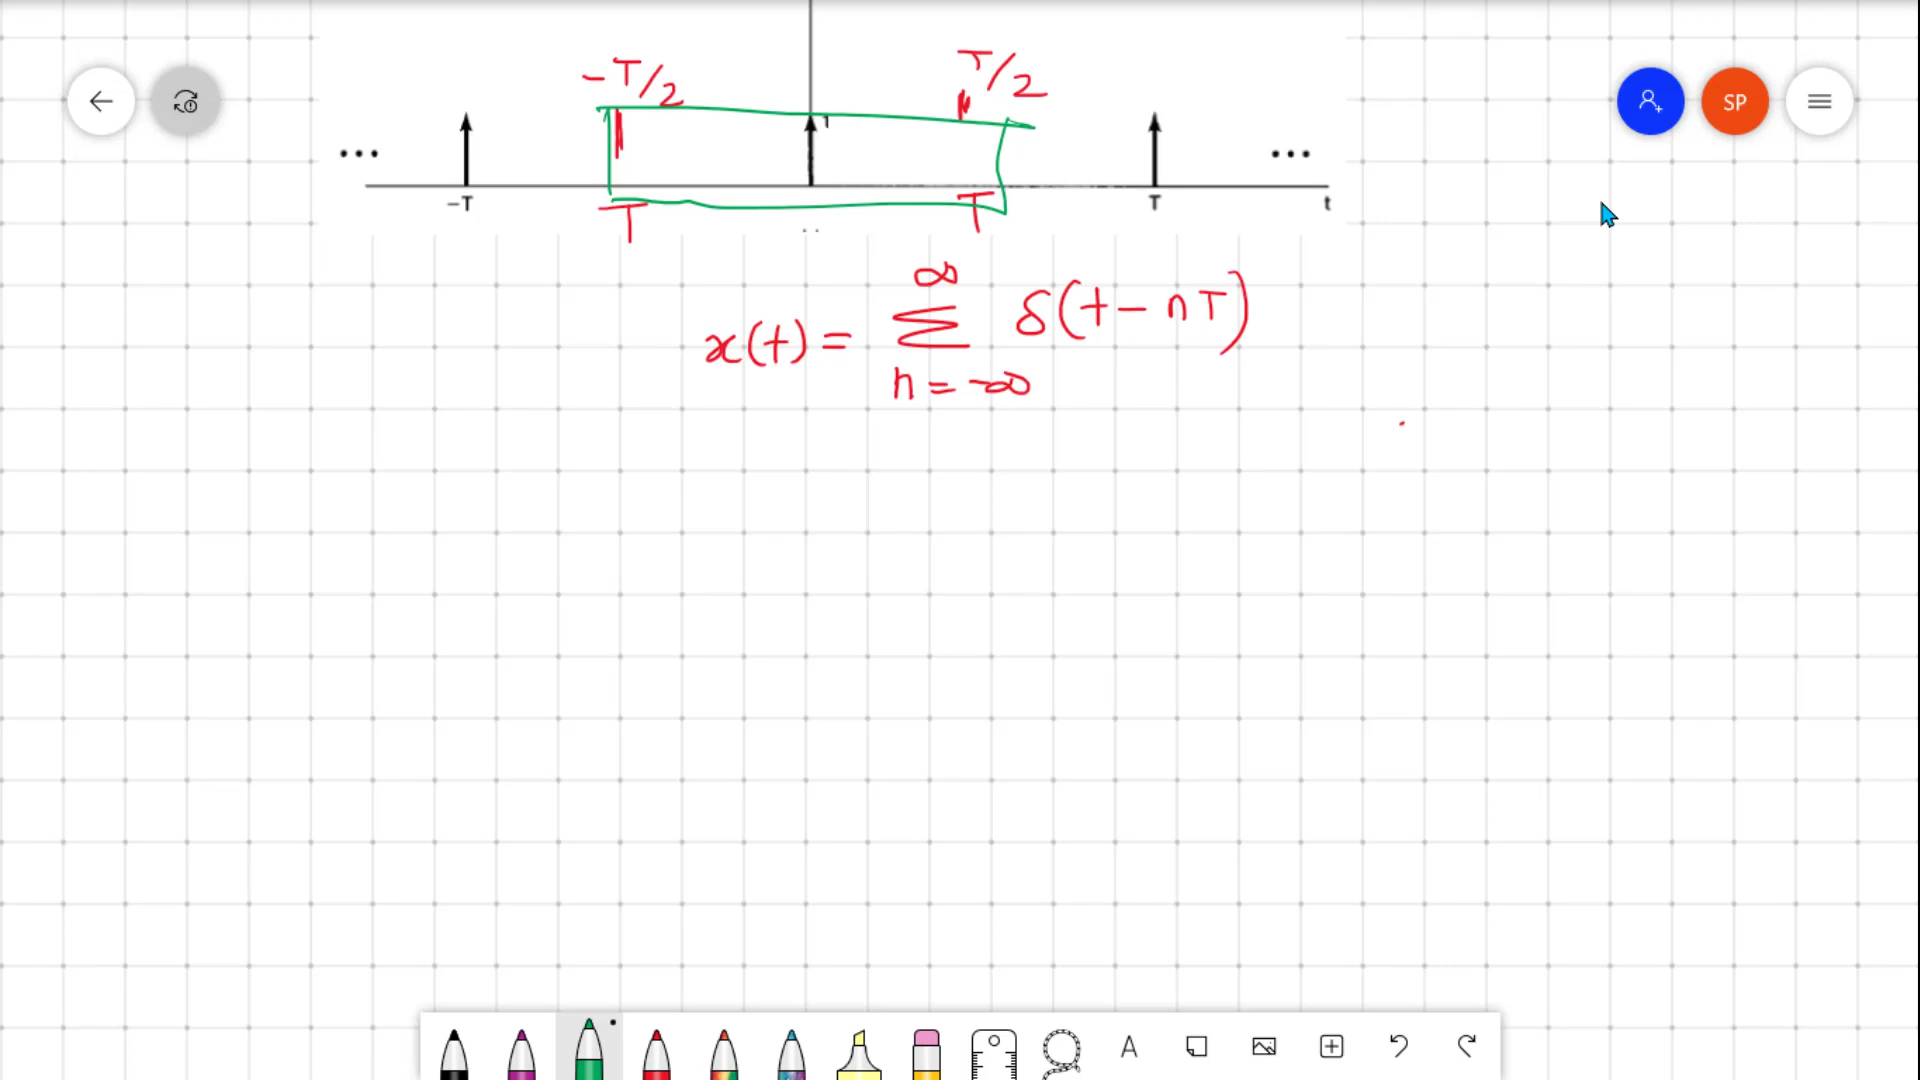 -T/2 T/2
1
... ...
-T T T T t
∞
x(t) = Σ δ(t - nT)
n = -∞
SP
A